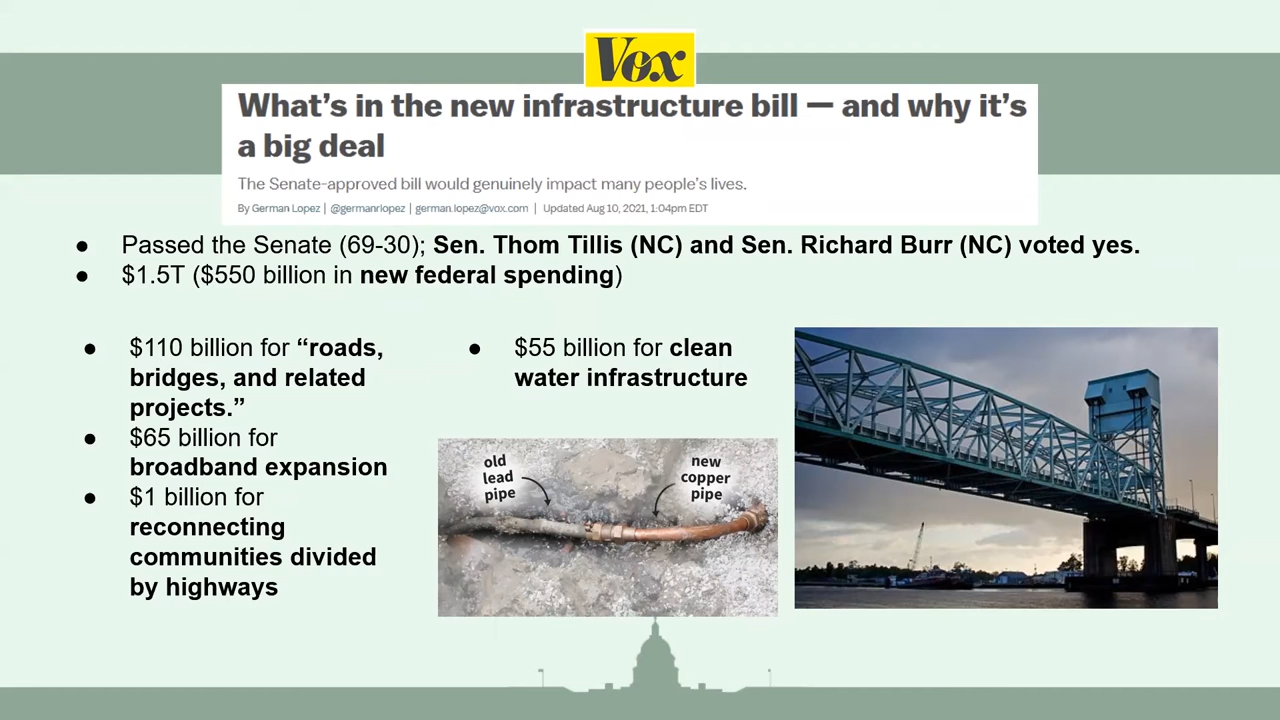 Vox
What's in the new infrastructure bill — and why it's
a big deal
The Senate-approved bill would genuinely impact many people's lives.
By German Lopez | @germanrlopez | german.lopez@vox.com | Updated Aug 10, 2021, 1:04pm EDT
● Passed the Senate (69-30); Sen. Thom Tillis (NC) and Sen. Richard Burr (NC) voted yes.
● $1.5T ($550 billion in new federal spending)
● $110 billion for “roads,
bridges, and related
projects.”
● $65 billion for
broadband expansion
● $1 billion for
reconnecting
communities divided
by highways
● $55 billion for clean
water infrastructure
old
lead
pipe
new
copper
pipe